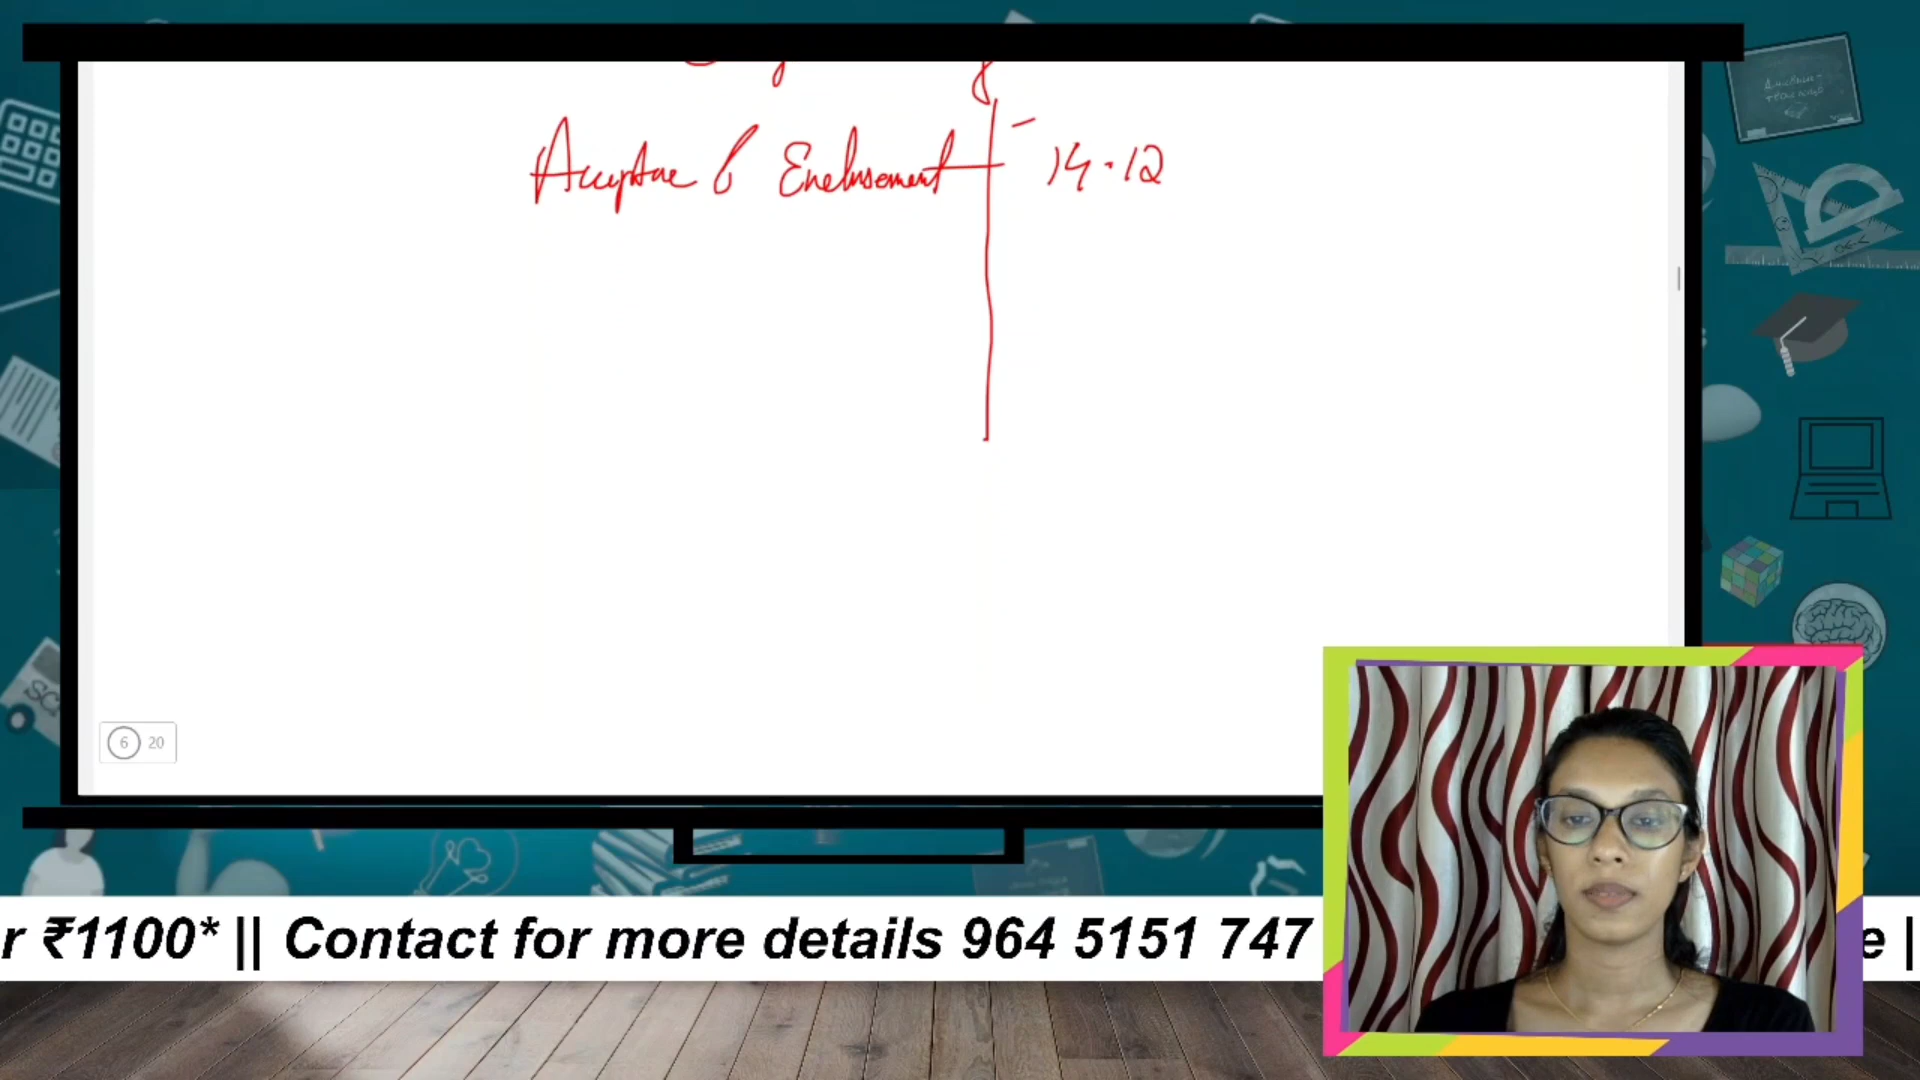 Acceptance & Endorsement 14.12
6 20
r ₹1100* || Contact for more details 964 5151 747
e |